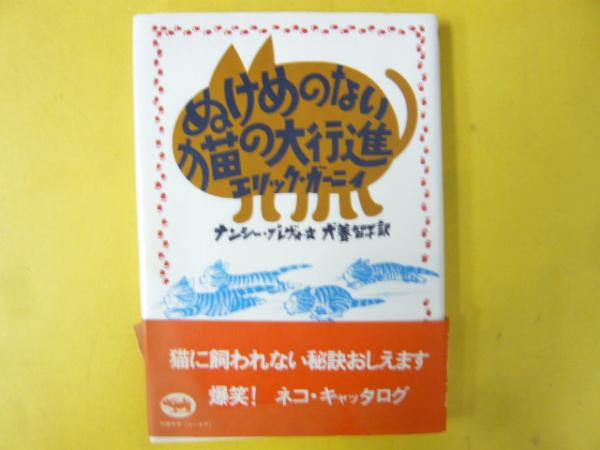 ぬけめのない
猫の大行進
エリック・ガーニィ
ナンシー・プレヴォ・文 犬養智子訳
猫に飼われない秘訣おしえます
爆笑! ネコ・キャッタログ